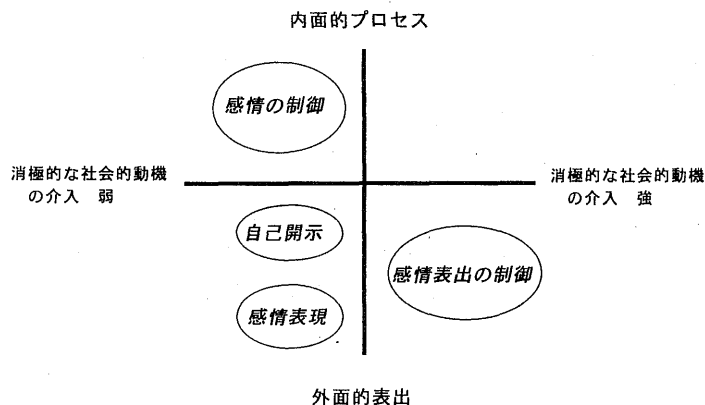 内面的プロセス
感情の制御
消極的な社会的動機
の介入 弱
消極的な社会的動機
の介入 強
自己開示
感情表出の制御
感情表現
外面的表出